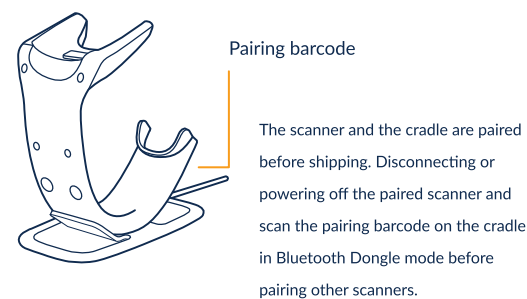 Pairing barcode
The scanner and the cradle are paired
before shipping. Disconnecting or
powering off the paired scanner and
scan the pairing barcode on the cradle
in Bluetooth Dongle mode before
pairing other scanners.